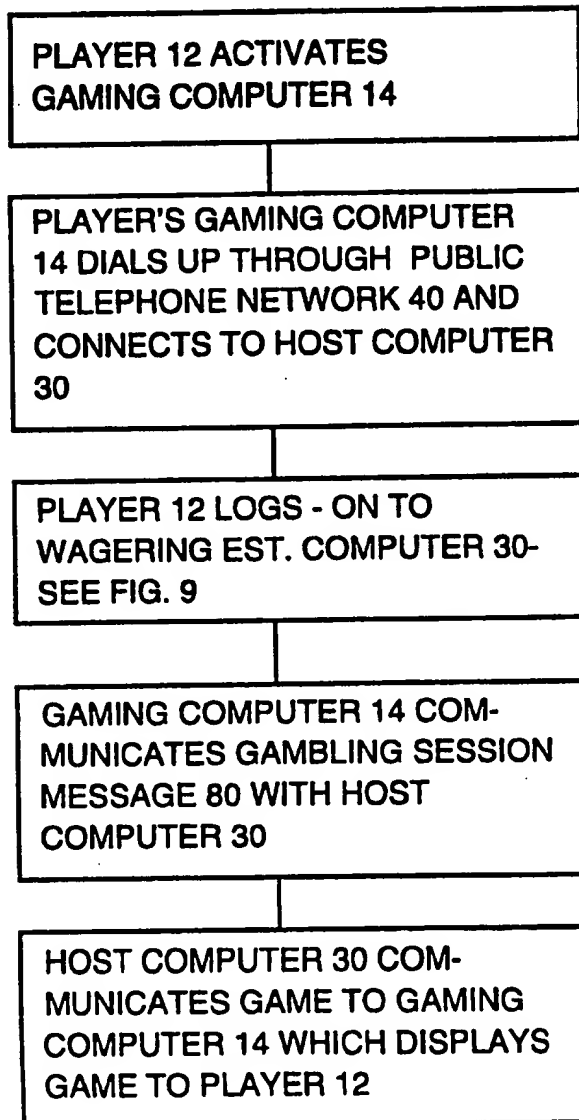 PLAYER 12 ACTIVATES
GAMING COMPUTER 14
PLAYER'S GAMING COMPUTER
14 DIALS UP THROUGH PUBLIC
TELEPHONE NETWORK 40 AND
CONNECTS TO HOST COMPUTER
30
PLAYER 12 LOGS - ON TO
WAGERING EST. COMPUTER 30-
SEE FIG. 9
GAMING COMPUTER 14 COM-
MUNICATES GAMBLING SESSION
MESSAGE 80 WITH HOST
COMPUTER 30
HOST COMPUTER 30 COM-
MUNICATES GAME TO GAMING
COMPUTER 14 WHICH DISPLAYS
GAME TO PLAYER 12